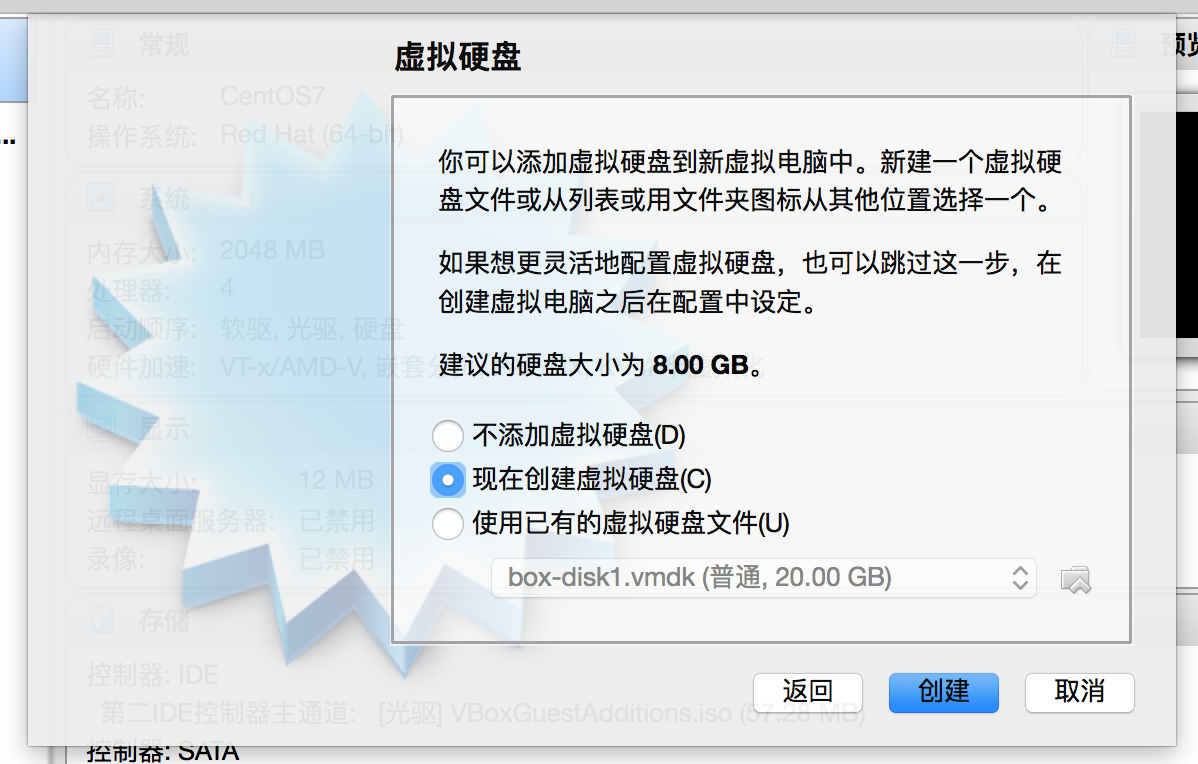 常规
预览
名称: CentOS7
操作系统: Red Hat (64-bit)
...
系统
内存大小: 2048 MB
处理器: 4
启动顺序: 软驱, 光驱, 硬盘
硬件加速: VT-x/AMD-V, 嵌套分
显示
显存大小: 12 MB
远程桌面服务器: 已禁用
录像: 已禁用
存储
控制器: IDE
第二IDE控制器主通道: [光驱] VBoxGuestAdditions.iso (57.28 MB)
控制器: SATA
虚拟硬盘
你可以添加虚拟硬盘到新虚拟电脑中。新建一个虚拟硬
盘文件或从列表或用文件夹图标从其他位置选择一个。
如果想更灵活地配置虚拟硬盘，也可以跳过这一步，在
创建虚拟电脑之后在配置中设定。
建议的硬盘大小为 8.00 GB。
不添加虚拟硬盘(D)
现在创建虚拟硬盘(C)
使用已有的虚拟硬盘文件(U)
box-disk1.vmdk (普通, 20.00 GB)
返回
创建
取消